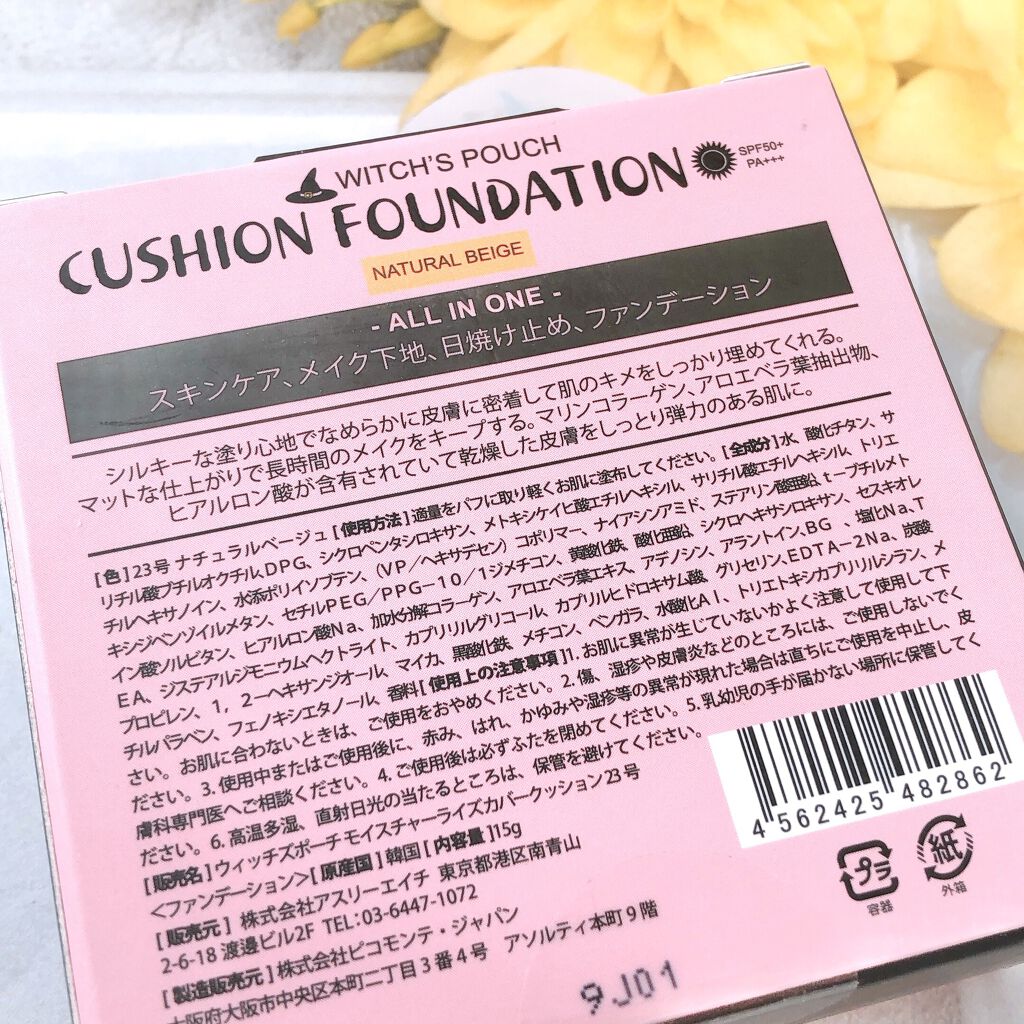 WITCH'S POUCH
CUSHION FOUNDATION
SPF50+
PA+++
NATURAL BEIGE
- ALL IN ONE -
スキンケア、メイク下地、日焼け止め、ファンデーション
シルキーな塗り心地でなめらかに皮膚に密着して肌のキメをしっかり埋めてくれる。
マットな仕上がりで長時間のメイクをキープする。マリンコラーゲン、アロエベラ葉抽出物、
ヒアルロン酸が含有されていて乾燥した皮膚をしっとり弾力のある肌に。
[色]23号 ナチュラルベージュ [使用方法]適量をパフに取り軽くお肌に塗布してください。[全成分]水、酸化チタン、サ
リチル酸ブチルオクチル,DPG、シクロペンタシロキサン、メトキシケイヒ酸エチルヘキシル、サリチル酸エチルヘキシル、トリエ
チルヘキサノイン、水添ポリイソブテン、(VP/ヘキサデセン)コポリマー、ナイアシンアミド、ステアリン酸亜鉛、t-ブチルメト
キシジベンゾイルメタン、セチルPEG/PPG-10/1ジメチコン、黄酸化鉄、酸化亜鉛、シクロヘキサシロキサン、セスキオレ
イン酸ソルビタン、ヒアルロン酸Na、加水分解コラーゲン、アロエベラ葉エキス、アデノシン、アラントイン,BG、塩化Na、T
EA、ジステアルジモニウムヘクトライト、カプリリルグリコール、カプリルヒドロキサム酸、グリセリン,EDTA-2Na、炭酸
プロピレン、1,2-ヘキサンジオール、マイカ、黒酸化鉄、メチコン、ベンガラ、水酸化Al、トリエトキシカプリリルシラン、メ
チルパラベン、フェノキシエタノール、香料[使用上の注意事項]1.お肌に異常が生じていないかよく注意して使用して下
さい。お肌に合わないときは、ご使用をおやめください。2.傷、湿疹や皮膚炎などのところには、ご使用しないでく
ださい。3.使用中またはご使用後に、赤み、はれ、かゆみや湿疹等の異常が現れた場合は直ちにご使用を中止し、皮
膚科専門医へご相談ください。4.ご使用後は必ずふたを閉めてください。5.乳幼児の手が届かない場所に保管してく
ださい。6.高温多湿、直射日光の当たるところは、保管を避けてください。
[販売名]ウィッチズポーチ モイスチャーライズカバークッション23号
<ファンデーション>[原産国]韓国[内容量]15g
[販売元] 株式会社アスリーエイチ 東京都港区南青山
2-6-18 渡邊ビル2F TEL:03-6447-1072
[製造販売元]株式会社ピコモンテ・ジャパン
大阪府大阪市中央区本町二丁目3番4号 アソルティ本町9階
4 562425 482862
プラ
容器
紙
外箱
9J01